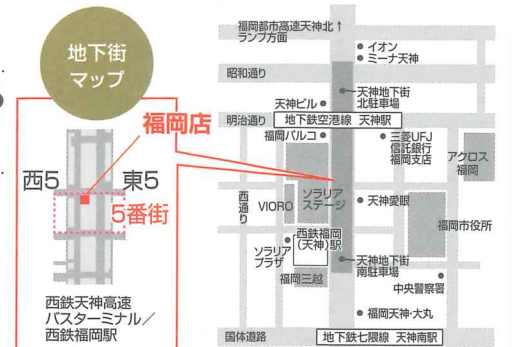 地下街
マップ
福岡店
西5
東5
5番街
西鉄天神高速
バスターミナル／
西鉄福岡駅
福岡都市高速天神北↑
ランプ方面
イオン
ミーナ天神
昭和通り
天神地下街
北駐車場
天神ビル
明治通り
地下鉄空港線 天神駅
福岡パルコ
三菱UFJ
信託銀行
福岡支店
アクロス
福岡
西通り
VIORO
ソラリア
ステージ
天神愛眼
福岡市役所
西鉄福岡
(天神)駅
ソラリア
プラザ
天神地下街
南駐車場
福岡三越
中央警察署
福岡天神・大丸
国体道路
地下鉄七隈線 天神南駅